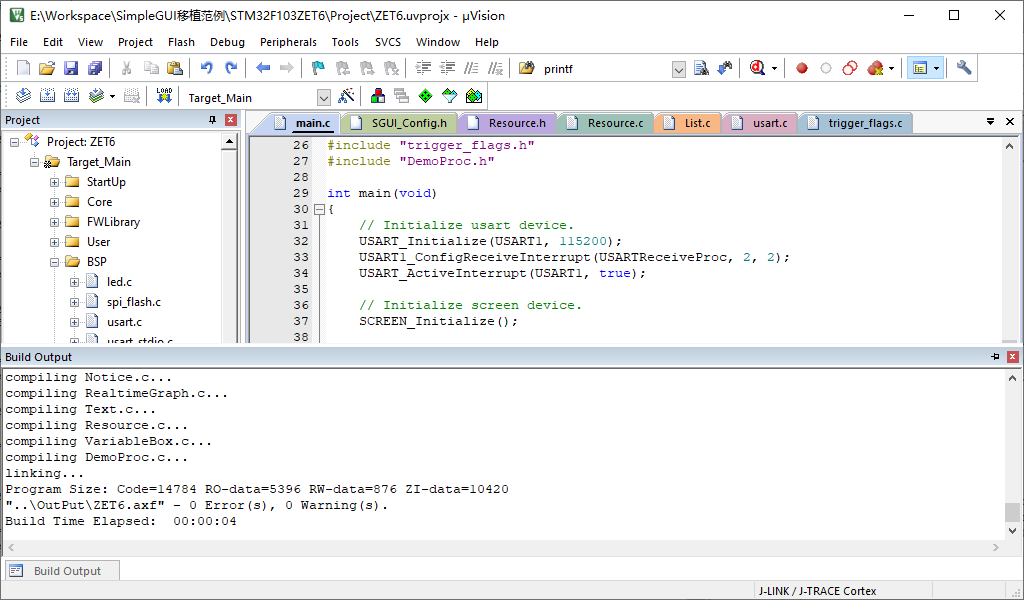 E:\Workspace\SimpleGUI移植范例\STM32F103ZET6\Project\ZET6.uvprojx - µVision
File Edit View Project Flash Debug Peripherals Tools SVCS Window Help
printf
LOAD Target_Main
Project
Project: ZET6
Target_Main
StartUp
Core
FWLibrary
User
BSP
led.c
spi_flash.c
usart.c
usart_stdio.c
main.c SGUI_Config.h Resource.h Resource.c List.c usart.c trigger_flags.c
26 #include "trigger_flags.h"
27 #include "DemoProc.h"
28
29 int main(void)
30 {
31 // Initialize usart device.
32 USART_Initialize(USART1, 115200);
33 USART1_ConfigReceiveInterrupt(USARTReceiveProc, 2, 2);
34 USART_ActiveInterrupt(USART1, true);
35
36 // Initialize screen device.
37 SCREEN_Initialize();
38
Build Output
compiling Notice.c...
compiling RealtimeGraph.c...
compiling Text.c...
compiling Resource.c...
compiling VariableBox.c...
compiling DemoProc.c...
linking...
Program Size: Code=14784 RO-data=5396 RW-data=876 ZI-data=10420
"..\OutPut\ZET6.axf" - 0 Error(s), 0 Warning(s).
Build Time Elapsed:  00:00:04
Build Output
J-LINK / J-TRACE Cortex